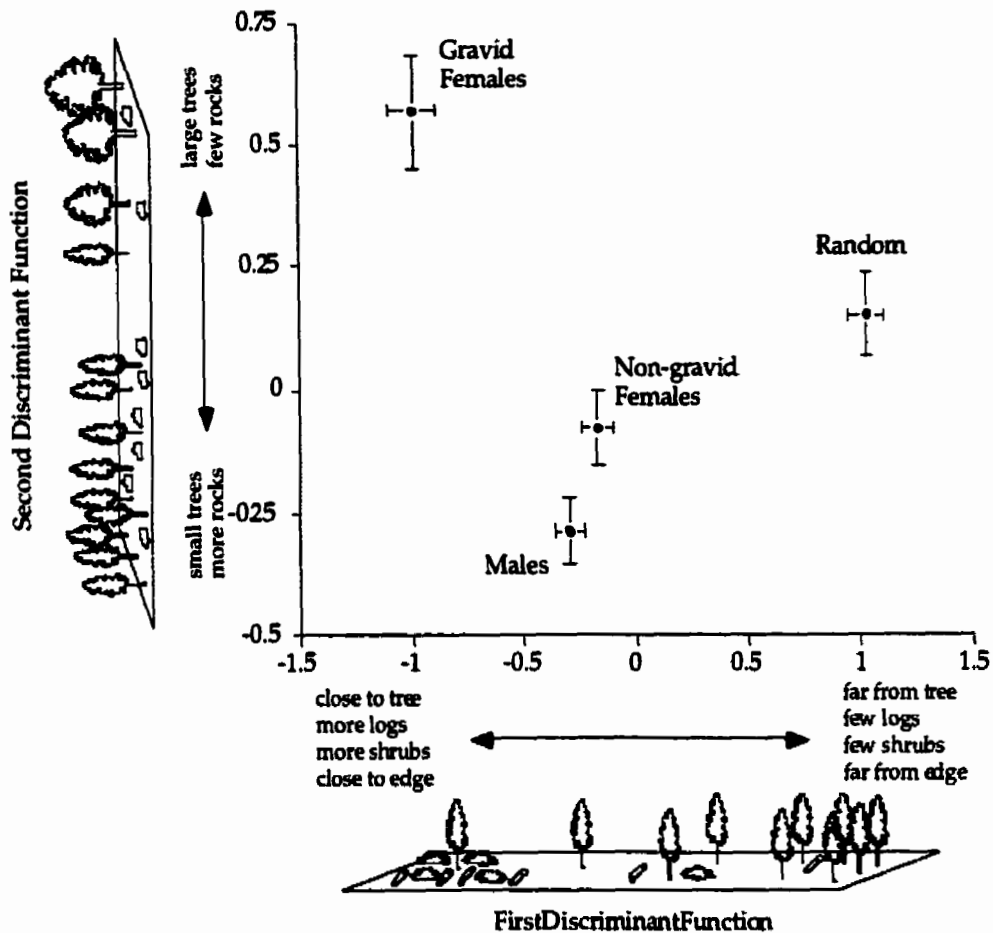 0.75
0.5
0.25
0
-025
-0.5
-1.5
-1
-0.5
0
0.5
1
1.5
Second Discriminant Function
large trees
few rocks
small trees
more rocks
Gravid
Females
Random
Non-gravid
Females
Males
close to tree
more logs
more shrubs
close to edge
far from tree
few logs
few shrubs
far from edge
FirstDiscriminantFunction